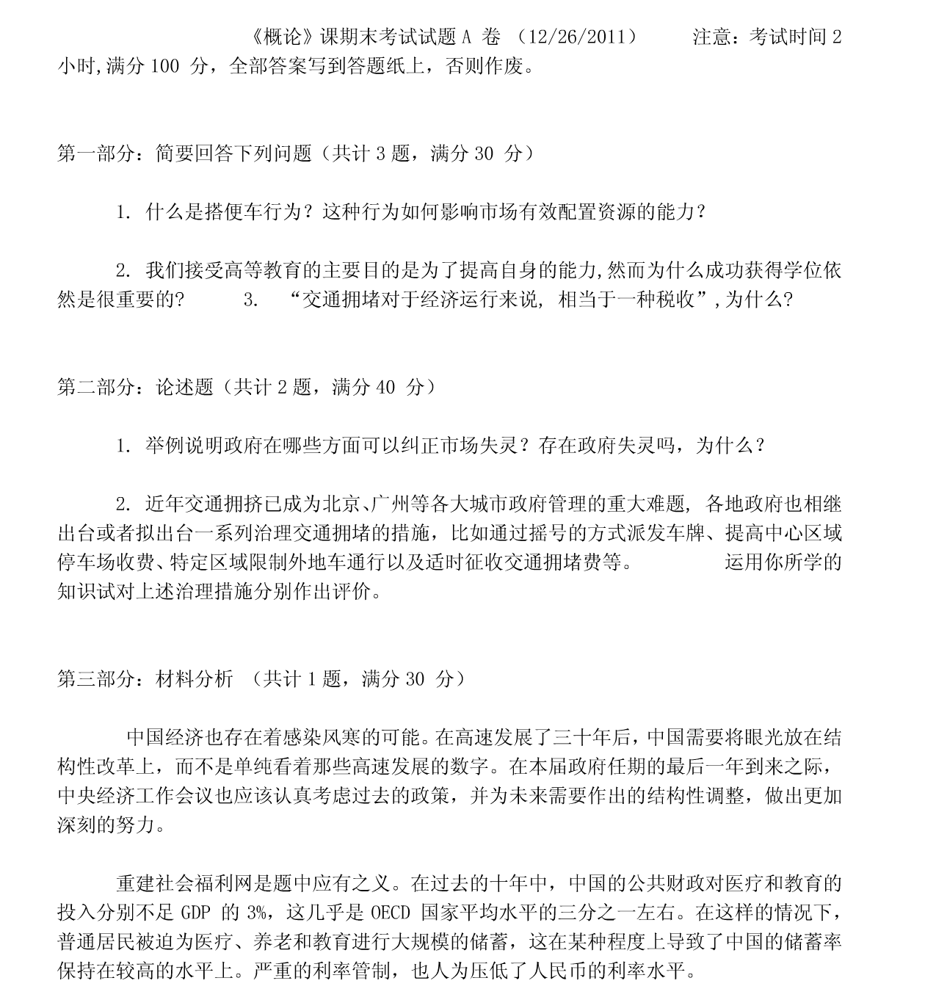 《概论》课期末考试试题A 卷 （12/26/2011） 注意：考试时间2
小时,满分100 分，全部答案写到答题纸上，否则作废。
第一部分：简要回答下列问题（共计3题，满分30 分）
1. 什么是搭便车行为？这种行为如何影响市场有效配置资源的能力？
2. 我们接受高等教育的主要目的是为了提高自身的能力,然而为什么成功获得学位依
然是很重要的? 3. “交通拥堵对于经济运行来说, 相当于一种税收”,为什么?
第二部分：论述题（共计2题，满分40 分）
1. 举例说明政府在哪些方面可以纠正市场失灵？存在政府失灵吗，为什么？
2. 近年交通拥挤已成为北京、广州等各大城市政府管理的重大难题, 各地政府也相继
出台或者拟出台一系列治理交通拥堵的措施，比如通过摇号的方式派发车牌、提高中心区域
停车场收费、特定区域限制外地车通行以及适时征收交通拥堵费等。 运用你所学的
知识试对上述治理措施分别作出评价。
第三部分：材料分析 （共计1题，满分30 分）
中国经济也存在着感染风寒的可能。在高速发展了三十年后，中国需要将眼光放在结
构性改革上，而不是单纯看着那些高速发展的数字。在本届政府任期的最后一年到来之际，
中央经济工作会议也应该认真考虑过去的政策，并为未来需要作出的结构性调整，做出更加
深刻的努力。
重建社会福利网是题中应有之义。在过去的十年中，中国的公共财政对医疗和教育的
投入分别不足GDP 的3%，这几乎是OECD 国家平均水平的三分之一左右。在这样的情况下，
普通居民被迫为医疗、养老和教育进行大规模的储蓄，这在某种程度上导致了中国的储蓄率
保持在较高的水平上。严重的利率管制，也人为压低了人民币的利率水平。